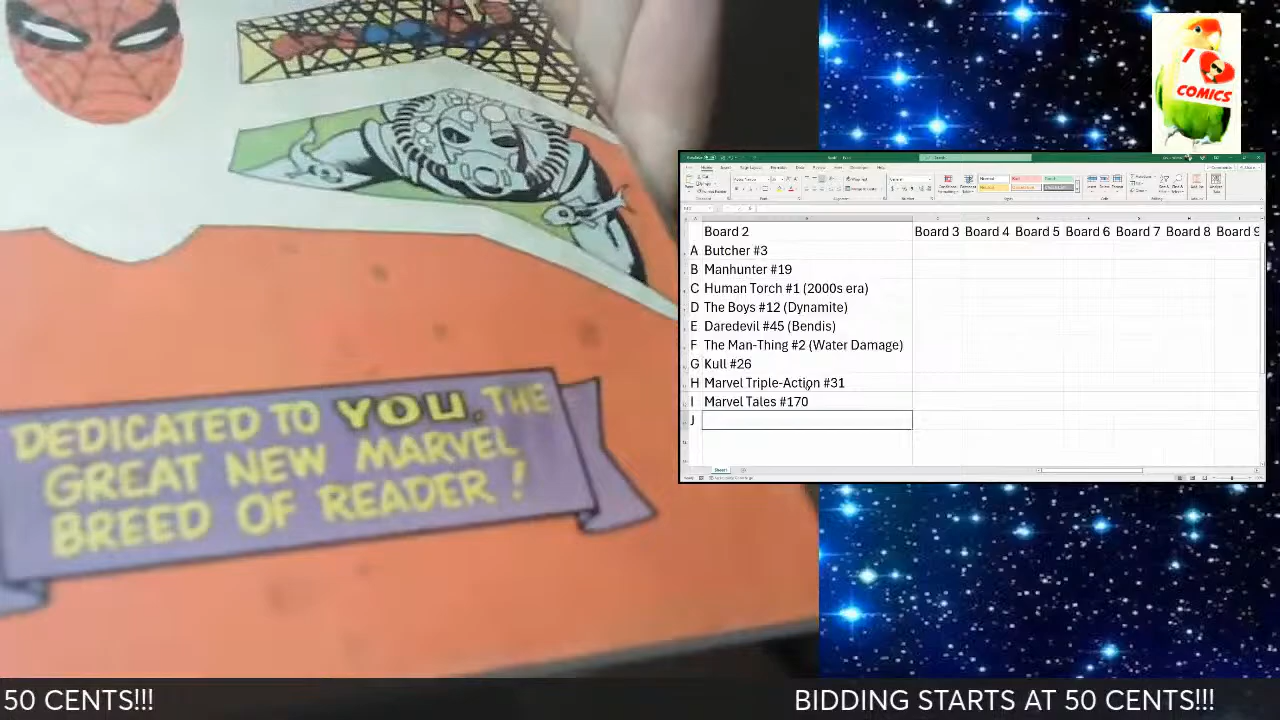 COMICS
Board 2
Board 3
Board 4
Board 5
Board 6
Board 7
Board 8
Board 9
A Butcher #3
B Manhunter #19
C Human Torch #1 (2000s era)
D The Boys #12 (Dynamite)
E Daredevil #45 (Bendis)
F The Man-Thing #2 (Water Damage)
G Kull #26
H Marvel Triple-Action #31
I Marvel Tales #170
J
DEDICATED TO YOU, THE
GREAT NEW MARVEL
BREED OF READER!
50 CENTS!!!
BIDDING STARTS AT 50 CENTS!!!